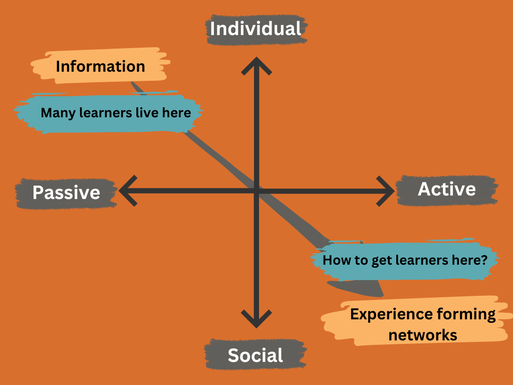 Individual
Information
Many learners live here
Passive
Active
How to get learners here?
Experience forming
networks
Social